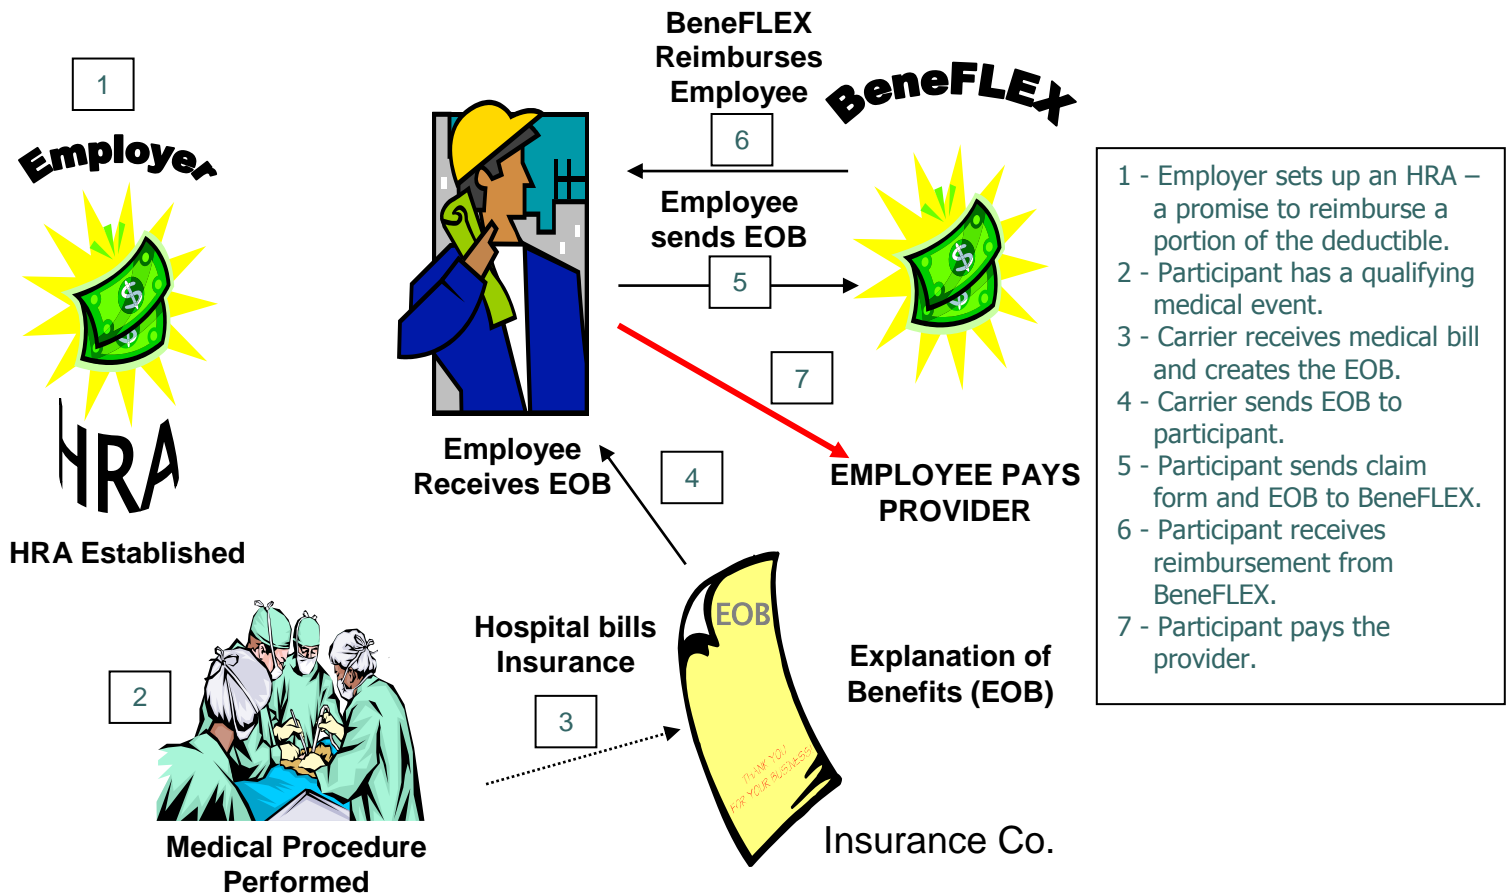 1
Employer
HRA
HRA Established
BeneFLEX
Reimburses
Employee
6
BeneFLEX
Employee
sends EOB
5
7
Employee
Receives EOB
4
EMPLOYEE PAYS
PROVIDER
2
Medical Procedure
Performed
Hospital bills
Insurance
3
EOB
THANK YOU
FOR YOUR BUSINESS!
Explanation of
Benefits (EOB)
Insurance Co.
1 - Employer sets up an HRA –
a promise to reimburse a
portion of the deductible.
2 - Participant has a qualifying
medical event.
3 - Carrier receives medical bill
and creates the EOB.
4 - Carrier sends EOB to
participant.
5 - Participant sends claim
form and EOB to BeneFLEX.
6 - Participant receives
reimbursement from
BeneFLEX.
7 - Participant pays the
provider.